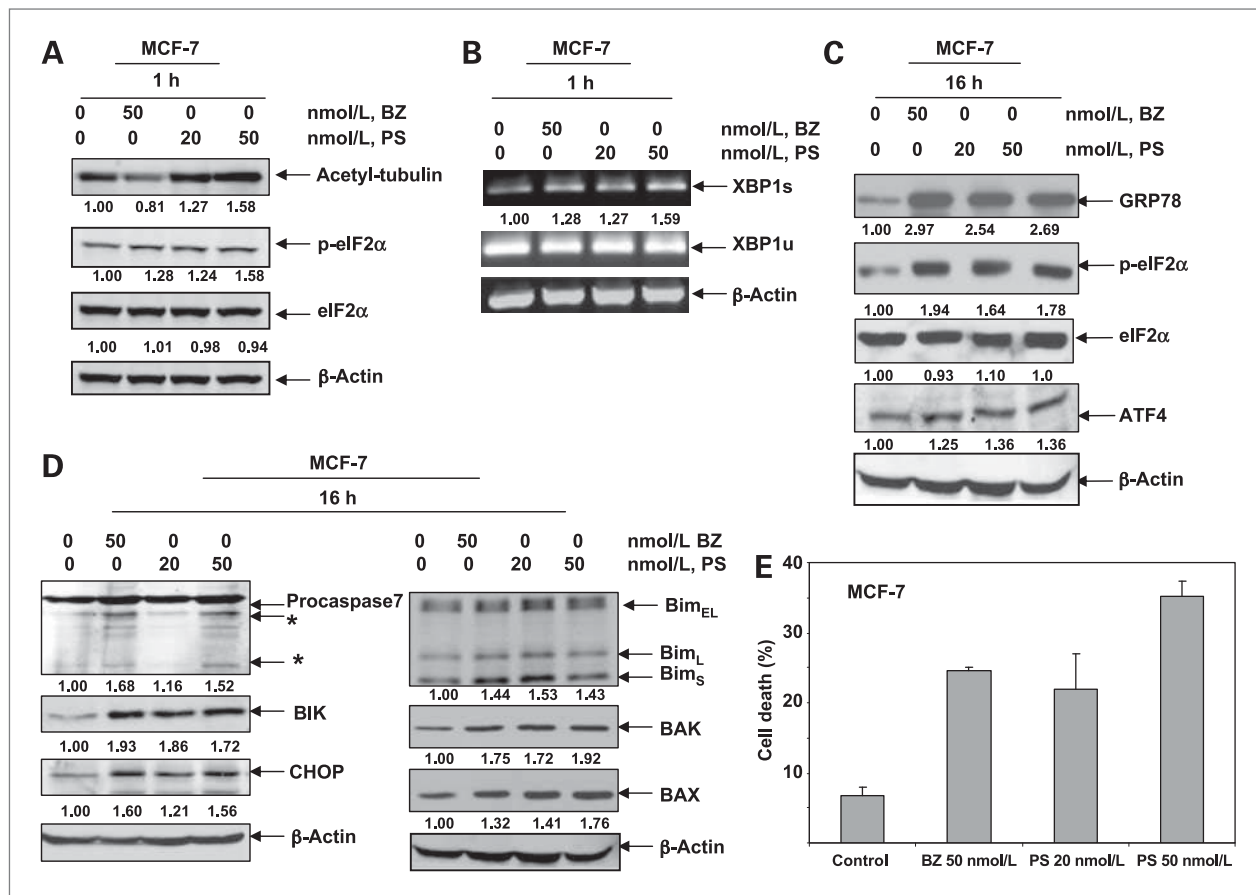 A
MCF-7
1 h
0 50 0 0 nmol/L, BZ
0 0 20 50 nmol/L, PS
Acetyl-tubulin
1.00 0.81 1.27 1.58
p-eIF2α
1.00 1.28 1.24 1.58
eIF2α
1.00 1.01 0.98 0.94
β-Actin
B
MCF-7
1 h
0 50 0 0 nmol/L, BZ
0 0 20 50 nmol/L, PS
XBP1s
1.00 1.28 1.27 1.59
XBP1u
β-Actin
C
MCF-7
16 h
0 50 0 0 nmol/L, BZ
0 0 20 50 nmol/L, PS
GRP78
1.00 2.97 2.54 2.69
p-eIF2α
1.00 1.94 1.64 1.78
eIF2α
1.00 0.93 1.10 1.0
ATF4
1.00 1.25 1.36 1.36
β-Actin
D
MCF-7
16 h
0 50 0 0 0 50 0 0 nmol/L BZ
0 0 20 50 0 0 20 50 nmol/L, PS
Procaspase7
*
*
1.00 1.68 1.16 1.52
BIK
1.00 1.93 1.86 1.72
CHOP
1.00 1.60 1.21 1.56
β-Actin
BimEL
BimL
BimS
1.00 1.44 1.53 1.43
BAK
1.00 1.75 1.72 1.92
BAX
1.00 1.32 1.41 1.76
β-Actin
E
MCF-7
Cell death (%)
40
30
20
10
0
Control BZ 50 nmol/L PS 20 nmol/L PS 50 nmol/L